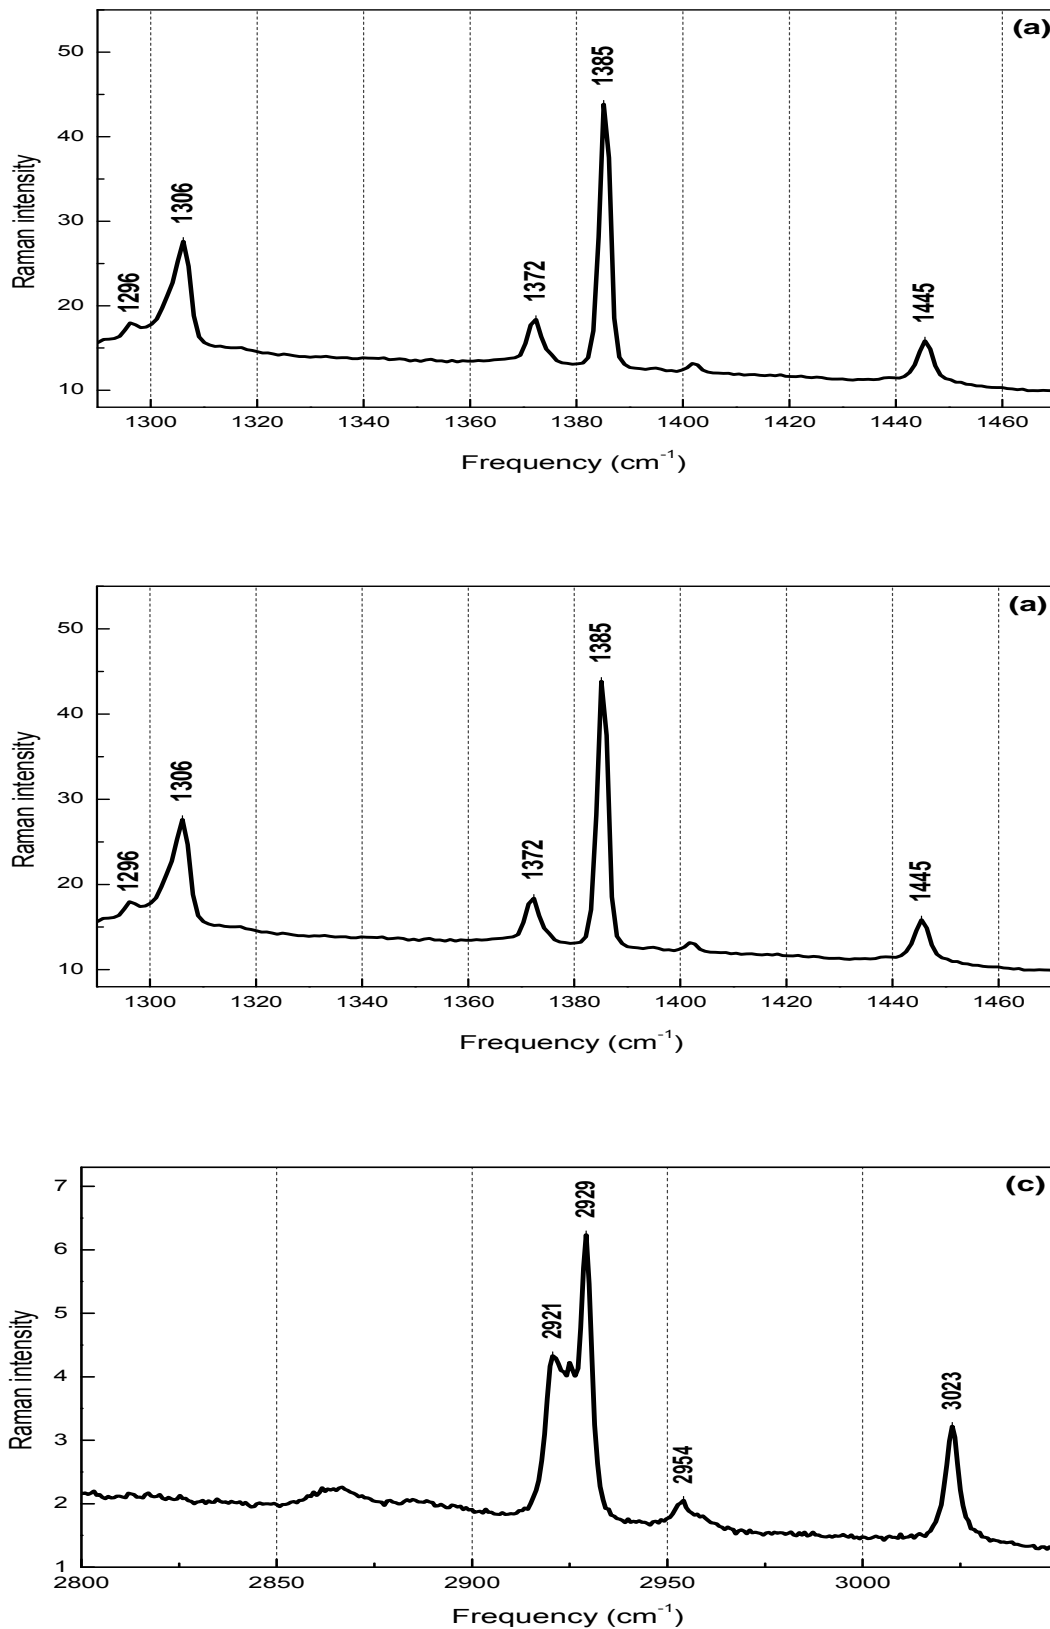 (a)
1385
50
40
1306
Raman intensity
30
1296
1372
1445
20
10
1300 1320 1340 1360 1380 1400 1420 1440 1460
Frequency (cm⁻¹)
(a)
1385
50
40
1306
Raman intensity
30
1296
1372
1445
20
10
1300 1320 1340 1360 1380 1400 1420 1440 1460
Frequency (cm⁻¹)
(c)
7
2929
6
5
2921
Raman intensity
4
3023
3
2954
2
1
2800 2850 2900 2950 3000
Frequency (cm⁻¹)